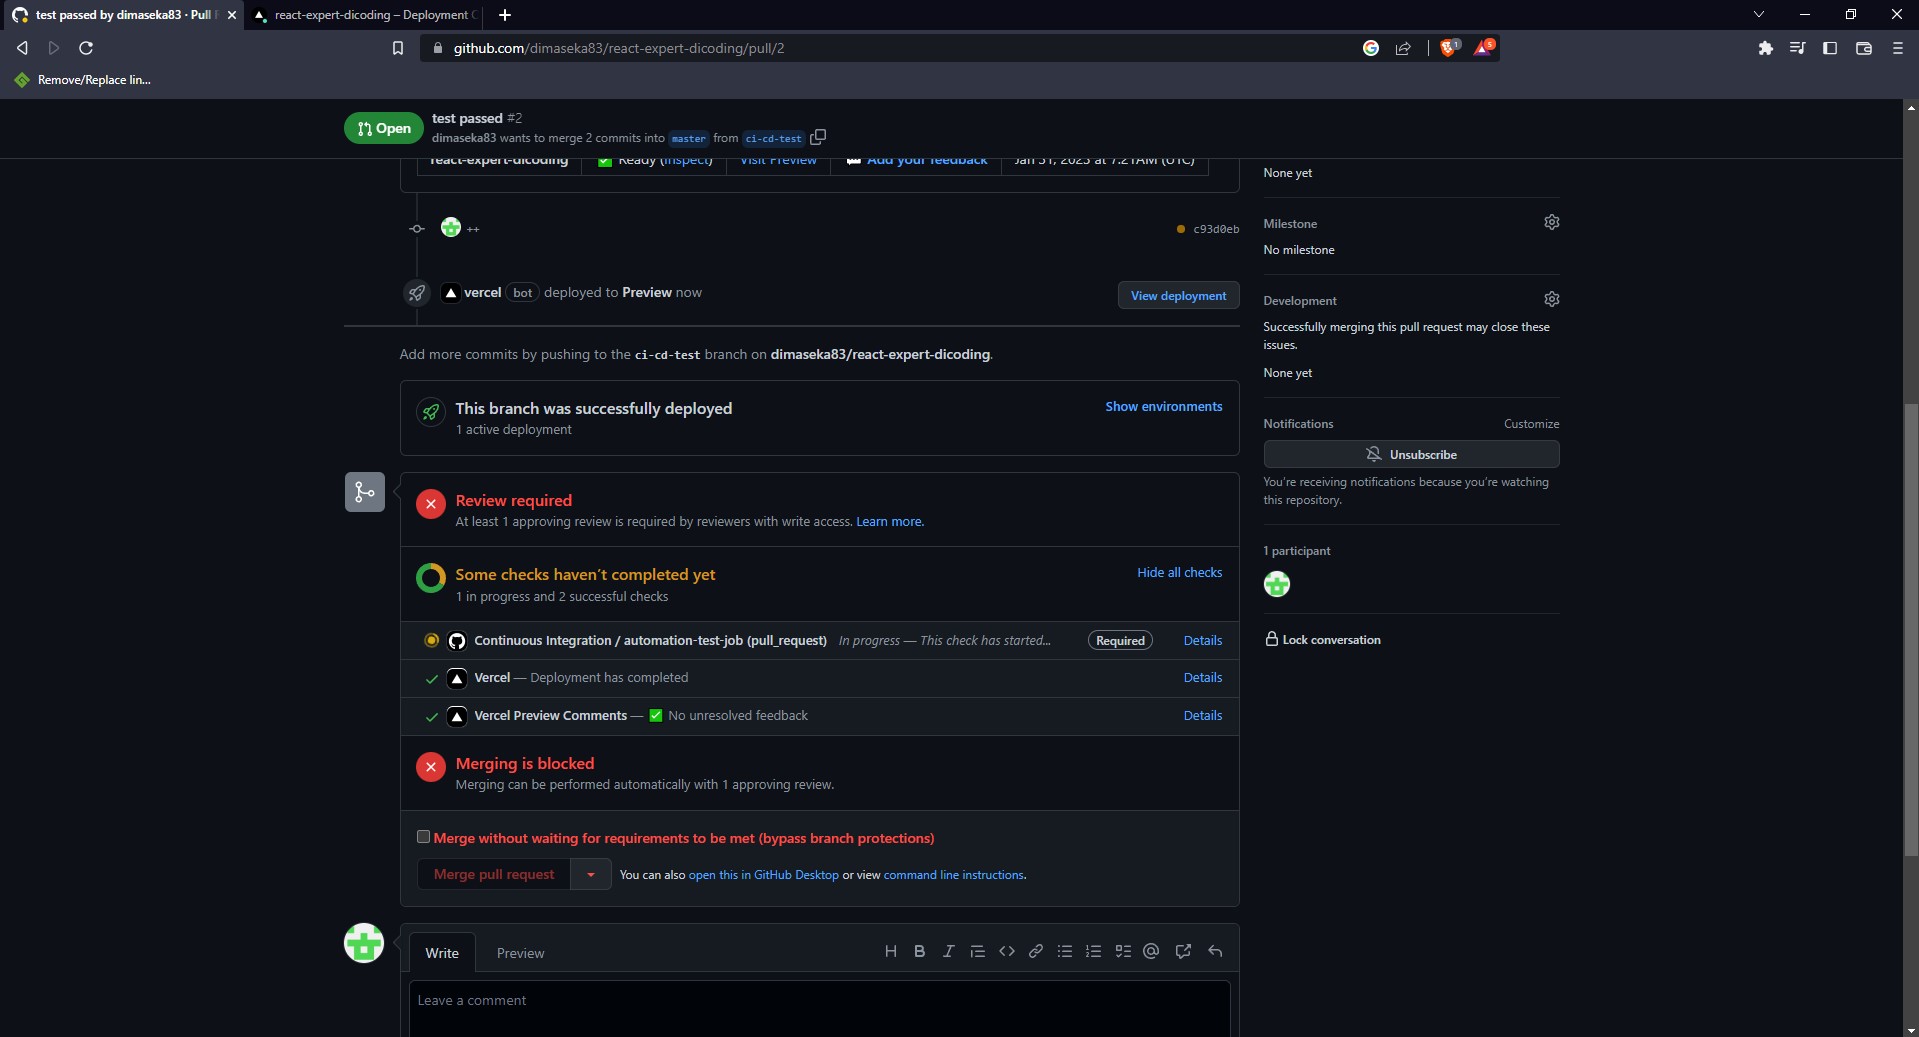 test passed by dimaseka83 · Pull
react-expert-dicoding – Deployment
github.com/dimaseka83/react-expert-dicoding/pull/2
1
5
Remove/Replace lin...
Open
test passed #2
dimaseka83 wants to merge 2 commits into master from ci-cd-test
react-expert-dicoding
Ready (Inspect)
Visit Preview
Add your feedback
Jan 31, 2023 at 7:21AM (UTC)
++
c93d0eb
vercel bot deployed to Preview now
View deployment
Add more commits by pushing to the ci-cd-test branch on dimaseka83/react-expert-dicoding.
This branch was successfully deployed
1 active deployment
Show environments
Review required
At least 1 approving review is required by reviewers with write access. Learn more.
Some checks haven’t completed yet
1 in progress and 2 successful checks
Hide all checks
Continuous Integration / automation-test-job (pull_request) In progress — This check has started... Required Details
Vercel — Deployment has completed Details
Vercel Preview Comments — ✅ No unresolved feedback Details
Merging is blocked
Merging can be performed automatically with 1 approving review.
Merge without waiting for requirements to be met (bypass branch protections)
Merge pull request
You can also open this in GitHub Desktop or view command line instructions.
Write
Preview
Leave a comment
None yet
Milestone
No milestone
Development
Successfully merging this pull request may close these
issues.
None yet
Notifications
Customize
Unsubscribe
You’re receiving notifications because you’re watching
this repository.
1 participant
Lock conversation